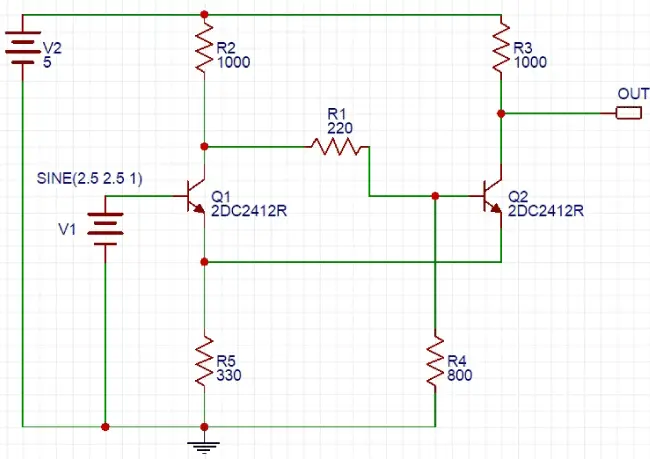 V2
5
R2
1000
R3
1000
OUT
R1
220
SINE(2.5 2.5 1)
V1
Q1
2DC2412R
Q2
2DC2412R
R5
330
R4
800